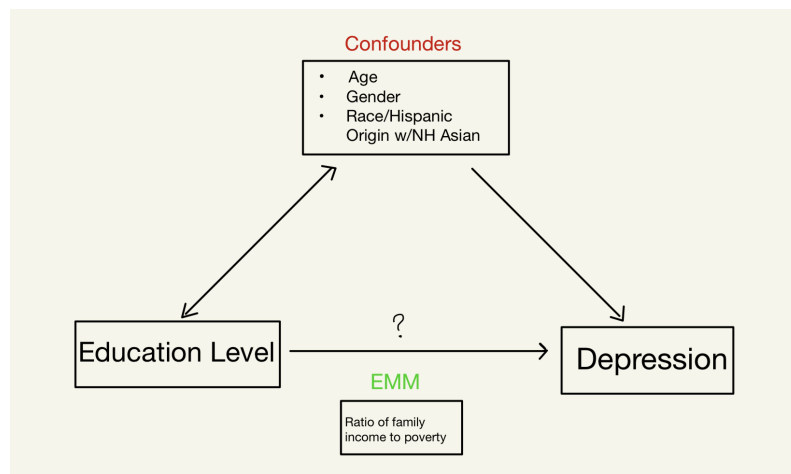 Confounders
• Age
• Gender
• Race/Hispanic
Origin w/NH Asian
?
Education Level
Depression
EMM
Ratio of family
income to poverty